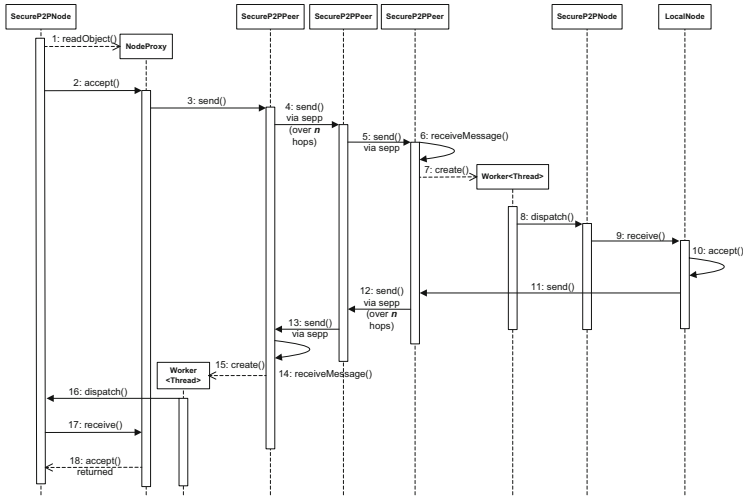 SecureP2PNode
SecureP2PPeer
SecureP2PPeer
SecureP2PPeer
SecureP2PNode
LocalNode
1: readObject()
NodeProxy
2: accept()
3: send()
4: send()
via sepp
(over n
hops)
5: send()
via sepp
6: receiveMessage()
7: create()
Worker<Thread>
8: dispatch()
9: receive()
10: accept()
11: send()
12: send()
via sepp
(over n
hops)
13: send()
via sepp
14: receiveMessage()
15: create()
Worker
<Thread>
16: dispatch()
17: receive()
18: accept()
returned